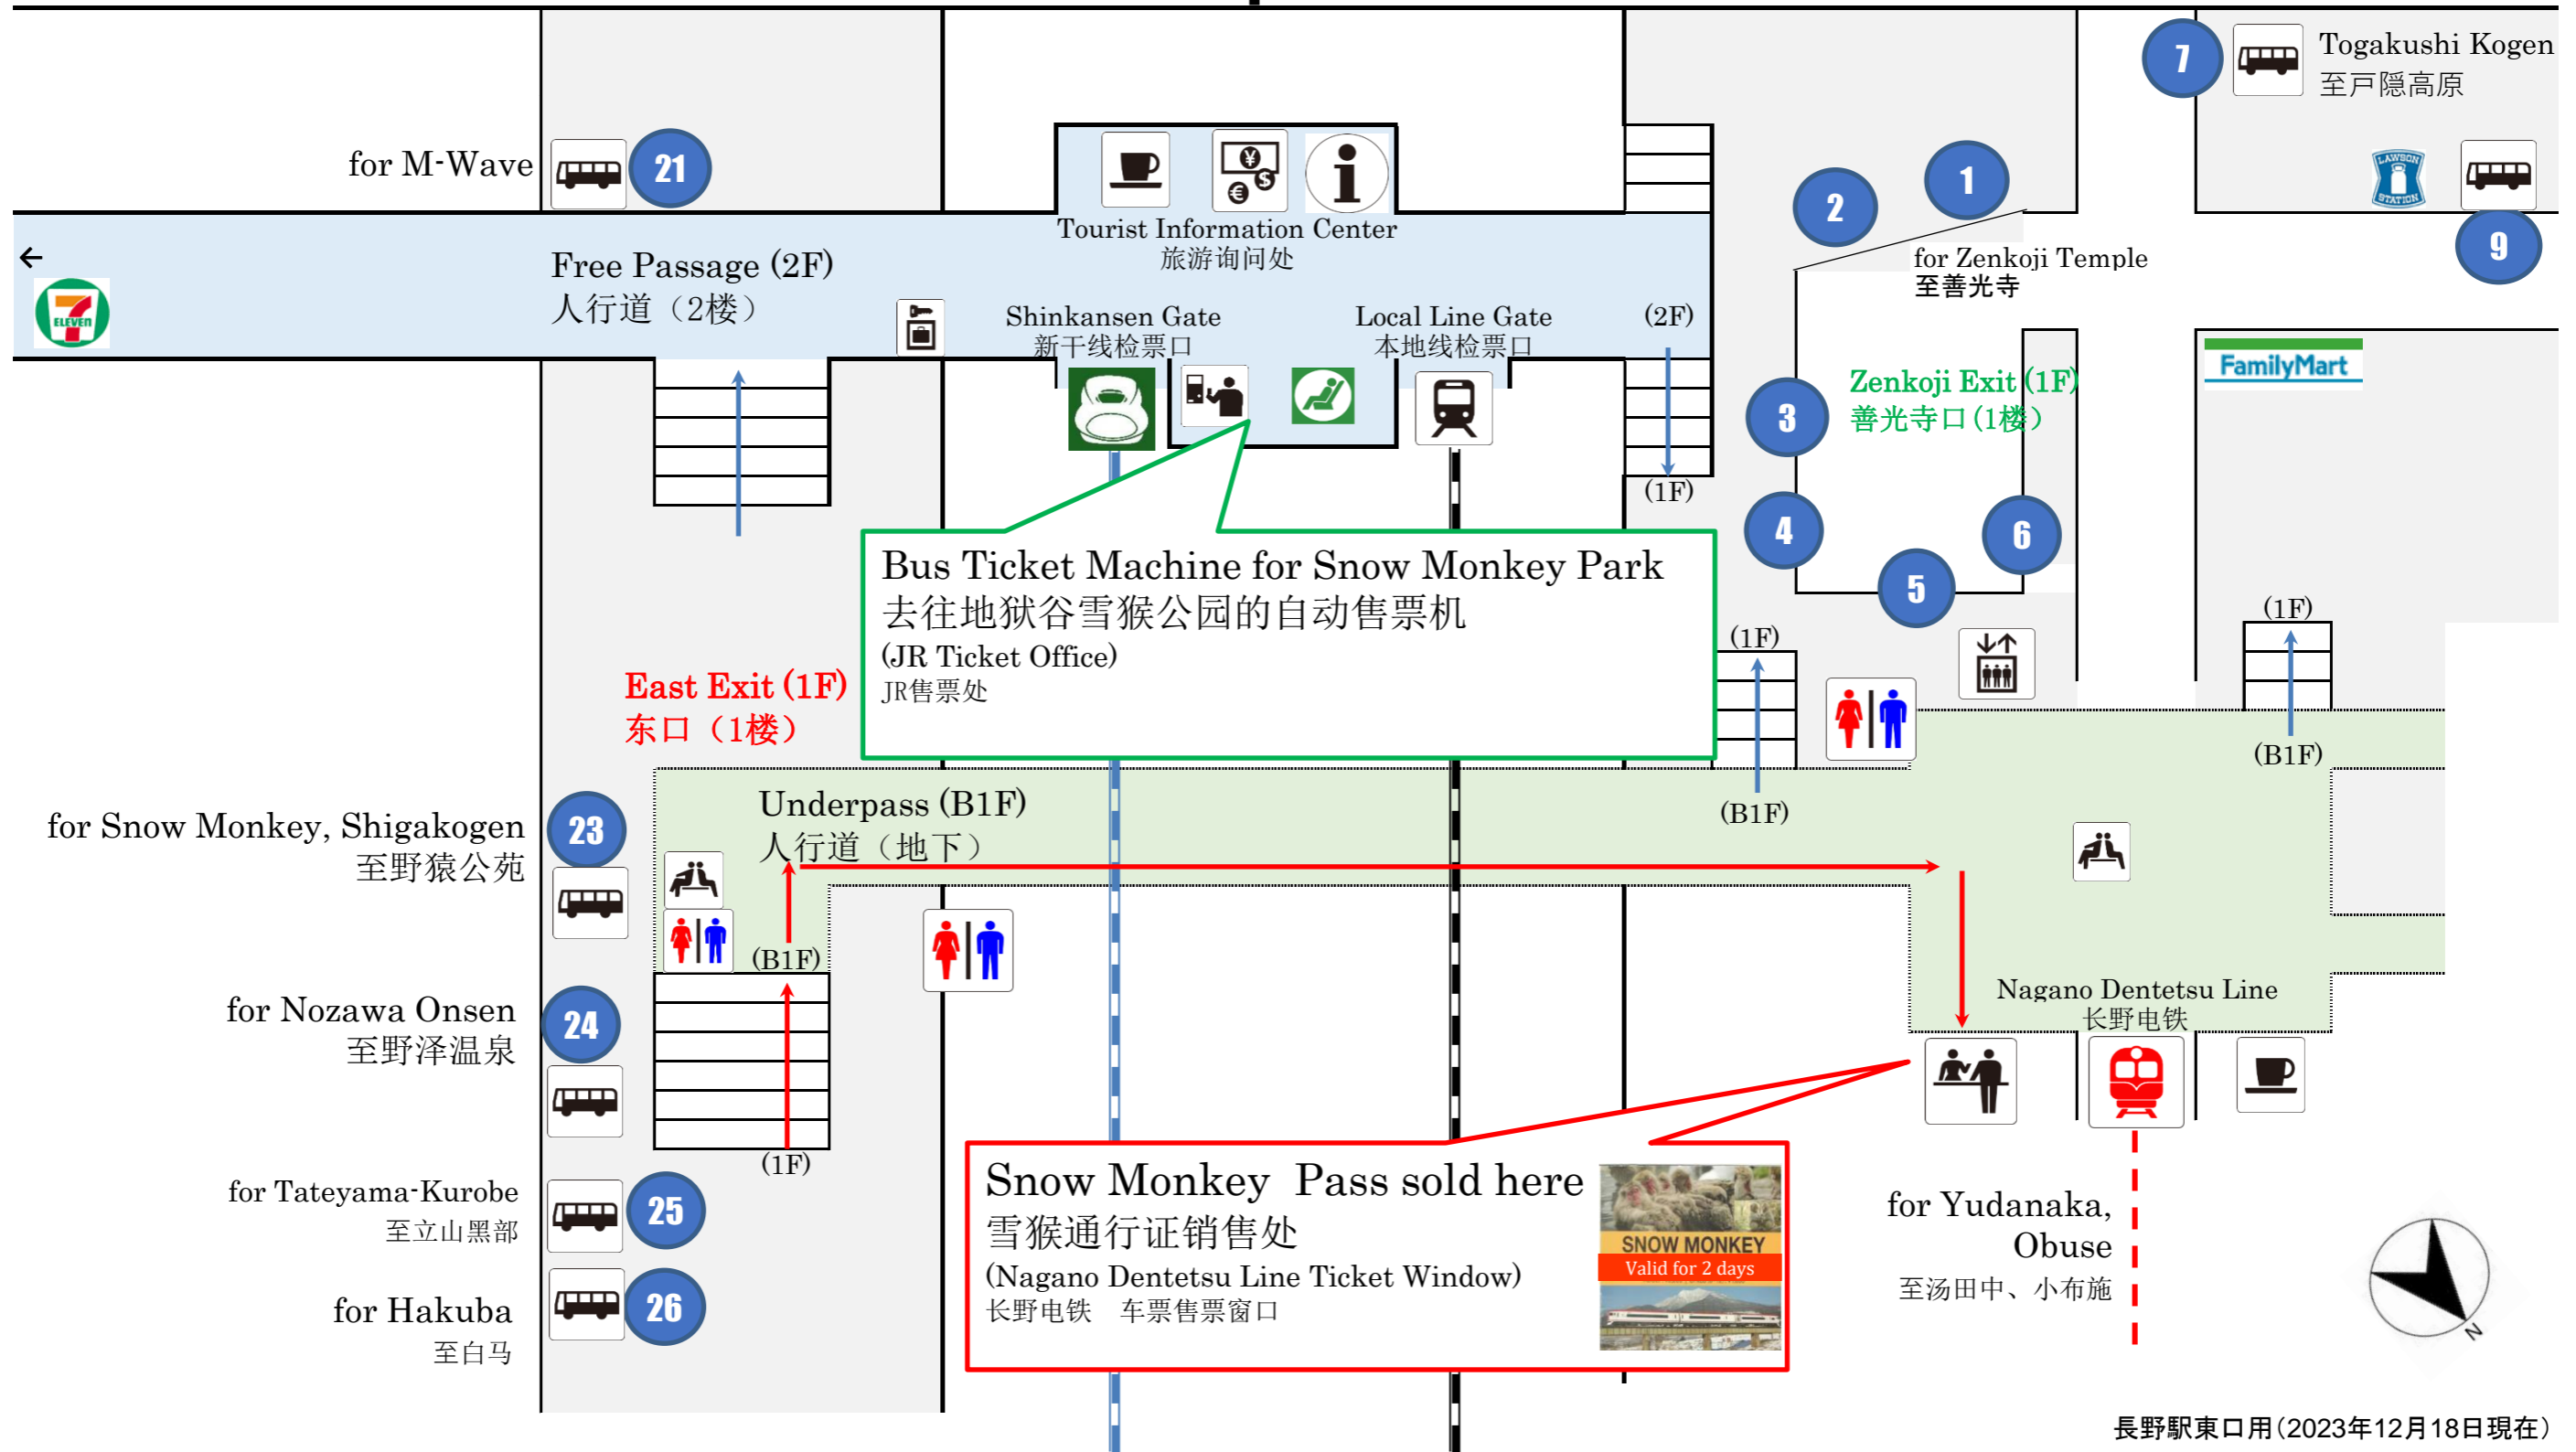 7
Togakushi Kogen
至戸隠高原
for M-Wave
21
2
1
LAWSON
STATION
9
Tourist Information Center
旅游询问处
for Zenkoji Temple
至善光寺
←
7
ELEVEN
Free Passage (2F)
人行道（2楼）
Shinkansen Gate
新干线检票口
Local Line Gate
本地线检票口
(2F)
(1F)
FamilyMart
Zenkoji Exit (1F)
善光寺口(1楼）
3
4
5
6
Bus Ticket Machine for Snow Monkey Park
去往地狱谷雪猴公园的自动售票机
(JR Ticket Office)
JR售票处
East Exit (1F)
东口（1楼）
(1F)
(B1F)
(1F)
(B1F)
Underpass (B1F)
人行道（地下）
for Snow Monkey, Shigakogen
至野猿公苑
23
(B1F)
(1F)
for Nozawa Onsen
至野泽温泉
24
Nagano Dentetsu Line
长野电铁
for Tateyama-Kurobe
至立山黑部
25
for Hakuba
至白马
26
Snow Monkey Pass sold here
雪猴通行证销售处
(Nagano Dentetsu Line Ticket Window)
长野电铁　车票售票窗口
SNOW MONKEY
Valid for 2 days
for Yudanaka,
Obuse
至汤田中、小布施
N
長野駅東口用（2023年12月18日現在）